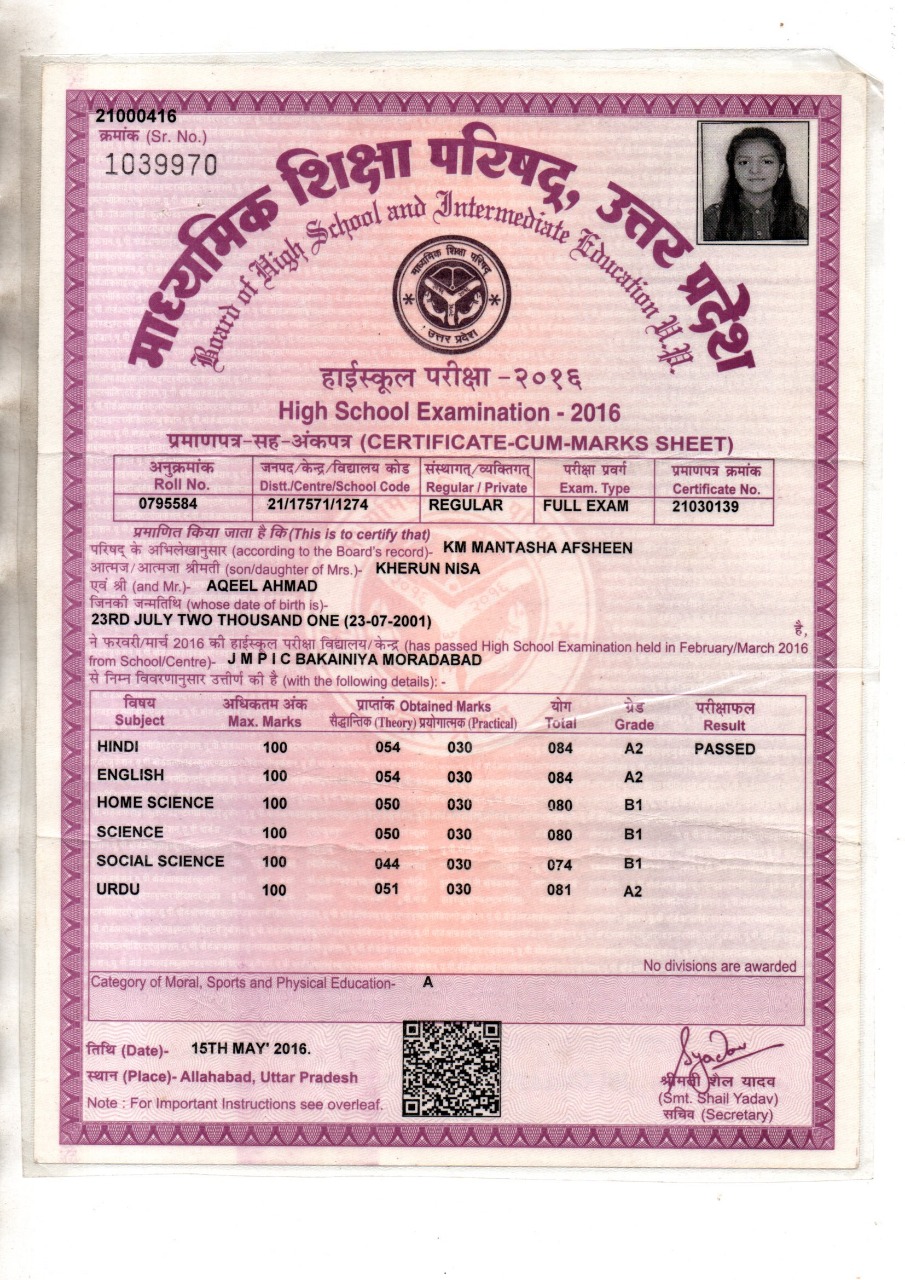 21000416
क्रमांक (Sr. No.)
1039970
माध्यमिक शिक्षा परिषद्, उत्तर प्रदेश
Board of High School and Intermediate Education U.P.
माध्यमिक शिक्षा परिषद्
उत्तर प्रदेश
हाईस्कूल परीक्षा -२०१६
High School Examination - 2016
प्रमाणपत्र-सह-अंकपत्र (CERTIFICATE-CUM-MARKS SHEET)
अनुक्रमांक जनपद/केन्द्र/विद्यालय कोड संस्थागत्/व्यक्तिगत् परीक्षा प्रवर्ग प्रमाणपत्र क्रमांक
Roll No. Distt./Centre/School Code Regular / Private Exam. Type Certificate No.
0795584 21/17571/1274 REGULAR FULL EXAM 21030139
प्रमाणित किया जाता है कि (This is to certify that)
परिषद् के अभिलेखानुसार (according to the Board's record)- KM MANTASHA AFSHEEN
आत्मज/आत्मजा श्रीमती (son/daughter of Mrs.)- KHERUN NISA
एवं श्री (and Mr.)- AQEEL AHMAD
जिनकी जन्मतिथि (whose date of birth is)-
23RD JULY TWO THOUSAND ONE (23-07-2001) है,
ने फरवरी/मार्च 2016 की हाईस्कूल परीक्षा विद्यालय/केन्द्र (has passed High School Examination held in February/March 2016
from School/Centre)- J M P I C BAKAINIYA MORADABAD
से निम्न विवरणानुसार उत्तीर्ण की है (with the following details): -
विषय अधिकतम अंक प्राप्तांक Obtained Marks योग ग्रेड परीक्षाफल
Subject Max. Marks सैद्धान्तिक (Theory) प्रयोगात्मक (Practical) Total Grade Result
HINDI 100 054 030 084 A2 PASSED
ENGLISH 100 054 030 084 A2
HOME SCIENCE 100 050 030 080 B1
SCIENCE 100 050 030 080 B1
SOCIAL SCIENCE 100 044 030 074 B1
URDU 100 051 030 081 A2
No divisions are awarded
Category of Moral, Sports and Physical Education- A
तिथि (Date)- 15TH MAY' 2016.
स्थान (Place)- Allahabad, Uttar Pradesh
Note : For Important Instructions see overleaf.
Syadav
श्रीमती शैल यादव
(Smt. Shail Yadav)
सचिव (Secretary)